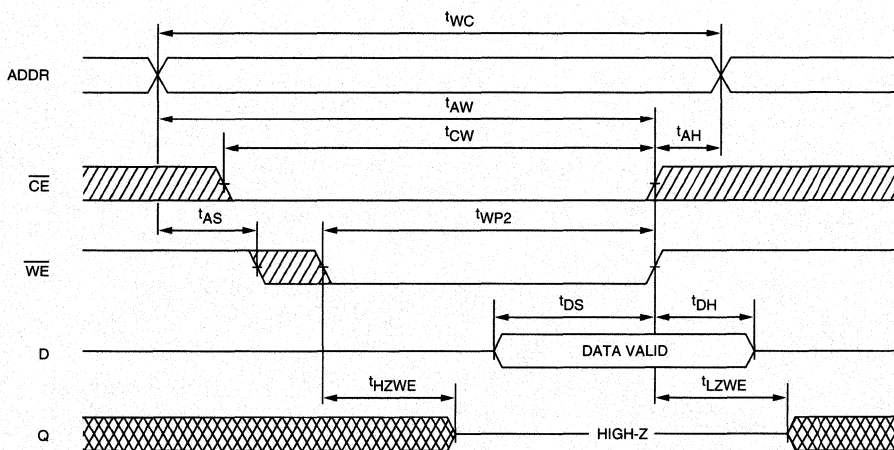 tWC
ADDR
tAW
tCW
tAH
CE
tAS
tWP2
WE
tDS
tDH
D
DATA VALID
tHZWE
tLZWE
Q
HIGH-Z